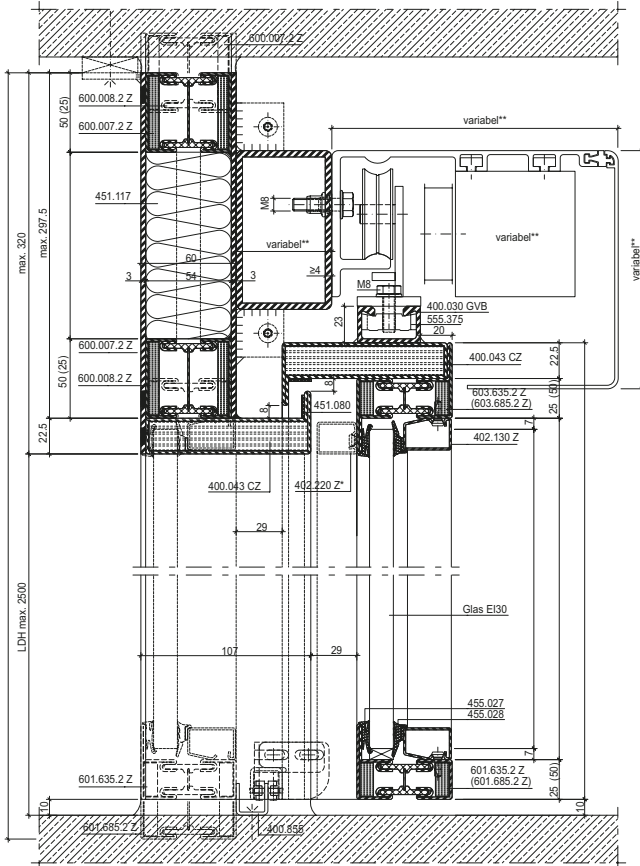 600.007.2 Z
600.008.2 Z
600.007.2 Z
50 (25)
variabel**
451.117
M8
variabel**
variabel**
variabel**
max. 320
max. 297.5
60
3
54
3
≥4
M8
400.030 GVB
555.375
23
20
600.007.2 Z
400.043 CZ
22.5
50 (25)
600.008.2 Z
8
603.635.2 Z
(603.685.2 Z)
25 (50)
451.080
8
7
22.5
402.130 Z
400.043 CZ
402.220 Z*
29
LDH max. 2500
Glas EI30
107
29
455.027
455.028
7
601.635.2 Z
601.635.2 Z
(601.685.2 Z)
25 (50)
10
10
601.685.2 Z
400.855